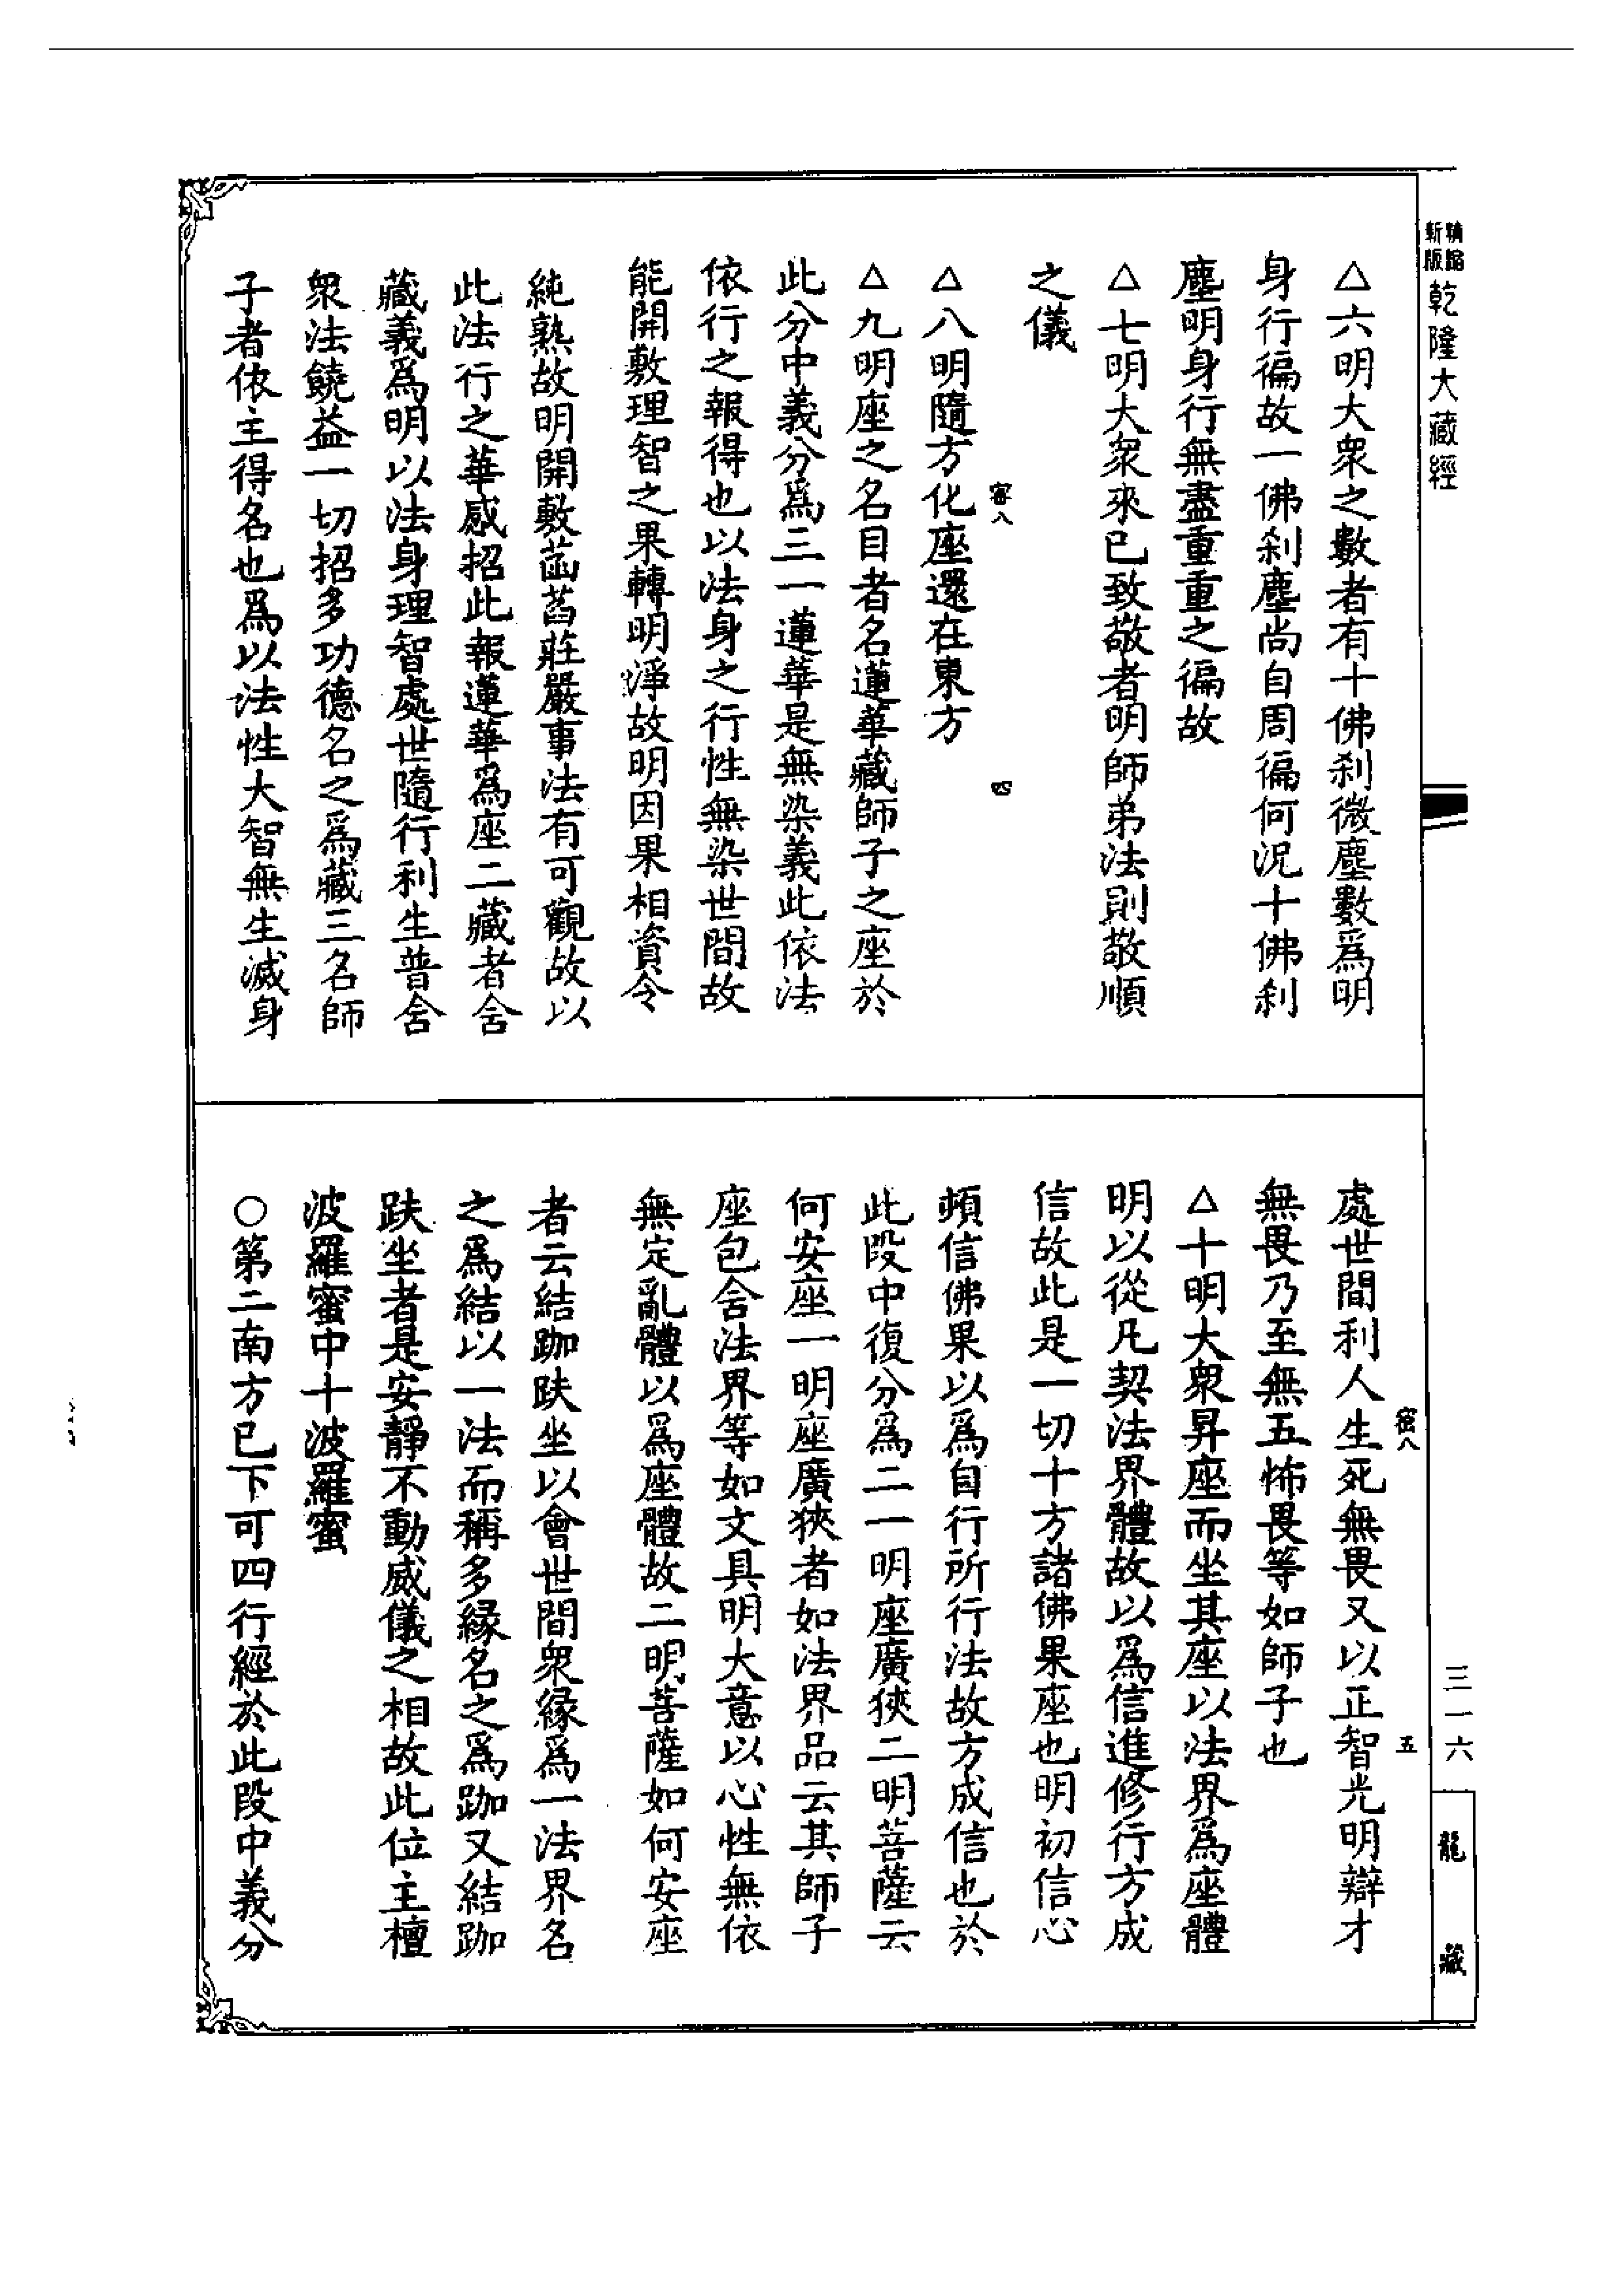 精縮
新版
乾隆大藏經
△六明大衆之數者有十佛刹微塵數爲明
身行徧故一佛刹塵尚自周徧何況十佛刹
塵明身行無盡重重之徧故
△七明大衆來已致敬者明師弟法則敬順
之儀
密八
四
△八明隨方化座還在東方
△九明座之名目者名蓮華藏師子之座於
此分中義分爲三一蓮華是無染義此依法
依行之報得也以法身之行性無染世間故
能開敷理智之果轉明淨故明因果相資令
純熟故明開敷菡萏莊嚴事法有可觀故以
此法行之華感招此報蓮華爲座二藏者含
藏義爲明以法身理智處世隨行利生普含
衆法饒益一切招多功德名之爲藏三名師
子者依主得名也爲以法性大智無生滅身
三一六
龍藏
密八
五
處世間利人生死無畏又以正智光明辯才
無畏乃至無五怖畏等如師子也
△十明大衆昇座而坐其座以法界爲座體
明以從凡契法界體故以爲信進修行方成
信故此是一切十方諸佛果座也明初信心
頻信佛果以爲自行所行法故方成信也於
此段中復分爲二一明座廣狹二明菩薩云
何安座一明座廣狹者如法界品云其師子
座包含法界等如文具明大意以心性無依
無定亂體以爲座體故二明菩薩如何安座
者云結跏趺坐以會世間衆緣爲一法界名
之爲結以一法而稱多緣名之爲跏又結跏
趺坐者是安靜不動威儀之相故此位主檀
波羅蜜中十波羅蜜
○第二南方已下可四行經於此段中義分